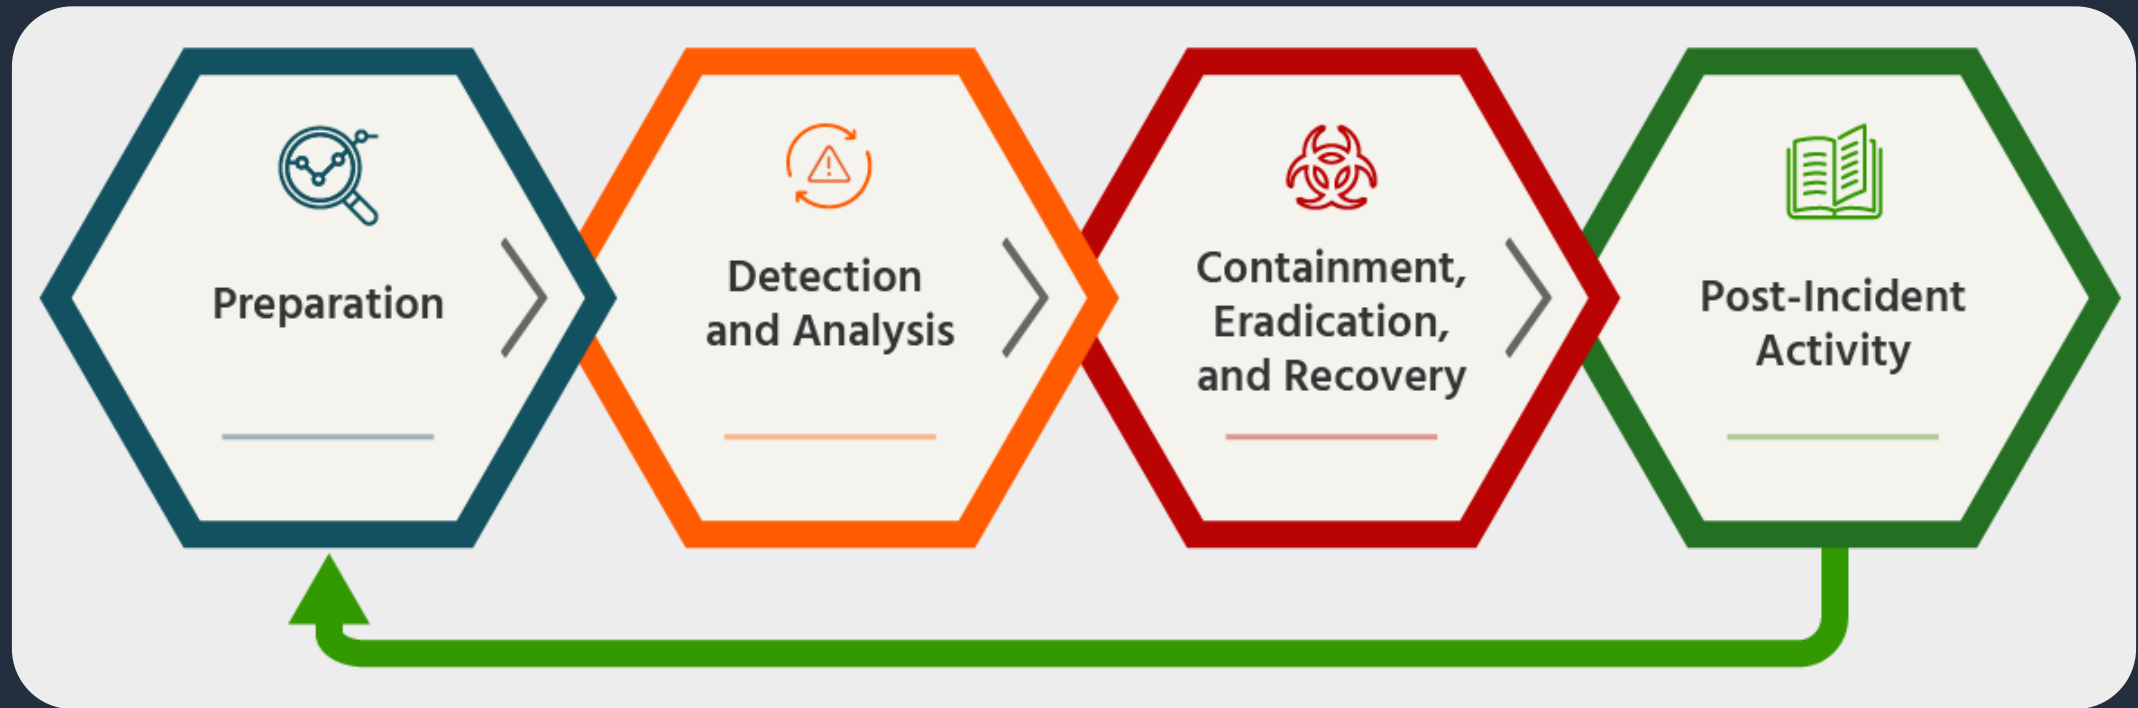 Preparation
Detection
and Analysis
Containment,
Eradication,
and Recovery
Post-Incident
Activity